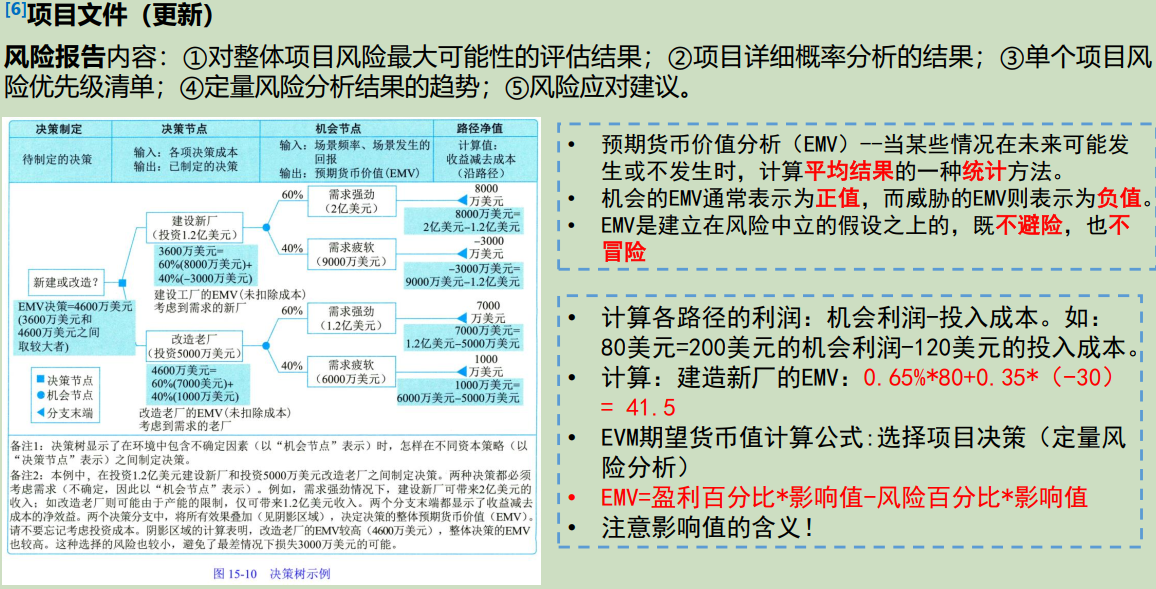 [6]项目文件（更新）
风险报告内容：①对整体项目风险最大可能性的评估结果；②项目详细概率分析的结果；③单个项目风
险优先级清单；④定量风险分析结果的趋势；⑤风险应对建议。
决策制定
决策节点
机会节点
路径净值
待制定的决策
输入：各项决策成本
输出：已制定的决策
输入：场景频率、场景发生的
回报
输出：预期货币价值(EMV)
计算值：
收益减去成本
（沿路径）
新建或改造？
EMV决策=4600万美元
(3600万美元和
4600万美元之间
取较大者)
建设新厂
（投资1.2亿美元）
3600万美元=
60%(8000万美元)+
40%(-3000万美元)
建设工厂的EMV(未扣除成本)
考虑到需求的新厂
60%
需求强劲
（2亿美元）
8000
万美元
8000万美元=
2亿美元-1.2亿美元
40%
需求疲软
（9000万美元）
-3000
万美元
-3000万美元=
9000万美元-1.2亿美元
改造老厂
（投资5000万美元）
4600万美元=
60%(7000美元)+
40%(1000万美元)
改造老厂的EMV(未扣除成本)
考虑到需求的老厂
60%
需求强劲
（1.2亿美元）
7000
万美元
7000万美元=
1.2亿美元-5000万美元
40%
需求疲软
（6000万美元）
1000
万美元
1000万美元=
6000万美元-5000万美元
决策节点
机会节点
分支末端
备注1：决策树显示了在环境中包含不确定因素（以“机会节点”表示）时，怎样在不同资本策略（以
“决策节点”表示）之间制定决策。
备注2：本例中，在投资1.2亿美元建设新厂和投资5000万美元改造老厂之间制定决策。两种决策都必须
考虑需求（不确定，因此以“机会节点”表示）。例如，需求强劲情况下，建设新厂可带来2亿美元的
收入；如改造老厂则可能由于产能的限制，仅可带来1.2亿美元收入。两个分支末端都显示了收益减去
成本的净效益。两个决策分支中，将所有效果叠加（见阴影区域），决定决策的整体预期货币价值（EMV）。
请不要忘记考虑投资成本。阴影区域的计算表明，改造老厂的EMV较高（4600万美元），整体决策的EMV
也较高。这种选择的风险也较小，避免了最差情况下损失3000万美元的可能。
图 15-10 决策树示例
• 预期货币价值分析（EMV）--当某些情况在未来可能发
生或不发生时，计算平均结果的一种统计方法。
• 机会的EMV通常表示为正值，而威胁的EMV则表示为负值。
• EMV是建立在风险中立的假设之上的，既不避险，也不
冒险
• 计算各路径的利润：机会利润-投入成本。如：
80美元=200美元的机会利润-120美元的投入成本。
• 计算：建造新厂的EMV：0.65%*80+0.35*（-30）
= 41.5
• EVM期望货币值计算公式:选择项目决策（定量风
险分析）
• EMV=盈利百分比*影响值-风险百分比*影响值
• 注意影响值的含义！